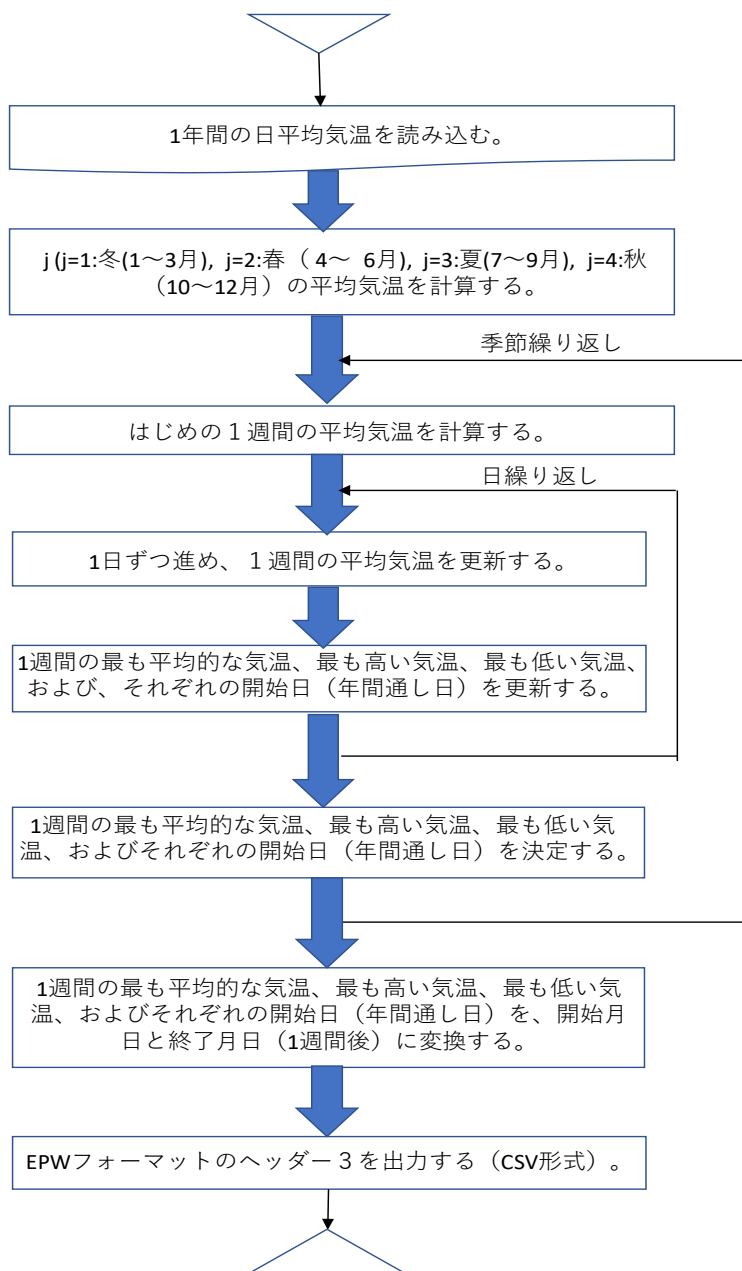 1年間の日平均気温を読み込む。
j (j=1:冬(1～3月), j=2:春（ 4～ 6月), j=3:夏(7～9月), j=4:秋
（10～12月）の平均気温を計算する。
季節繰り返し
はじめの１週間の平均気温を計算する。
日繰り返し
1日ずつ進め、１週間の平均気温を更新する。
1週間の最も平均的な気温、最も高い気温、最も低い気温、
および、それぞれの開始日（年間通し日）を更新する。
1週間の最も平均的な気温、最も高い気温、最も低い気
温、およびそれぞれの開始日（年間通し日）を決定する。
1週間の最も平均的な気温、最も高い気温、最も低い気
温、およびそれぞれの開始日（年間通し日）を、開始月
日と終了月日（1週間後）に変換する。
EPWフォーマットのヘッダー３を出力する（CSV形式）。